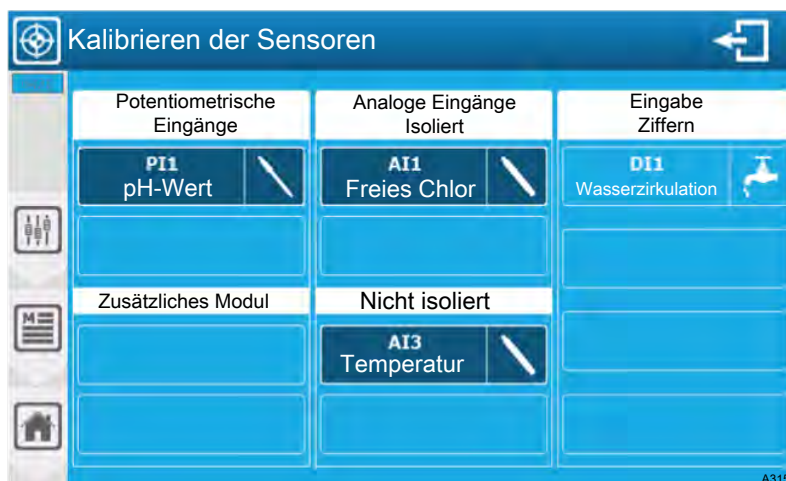 Kalibrieren der Sensoren
Potentiometrische
Eingänge
Analoge Eingänge
Isoliert
Eingabe
Ziffern
PI1
pH-Wert
AI1
Freies Chlor
DI1
Wasserzirkulation
Zusätzliches Modul
Nicht isoliert
AI3
Temperatur
M